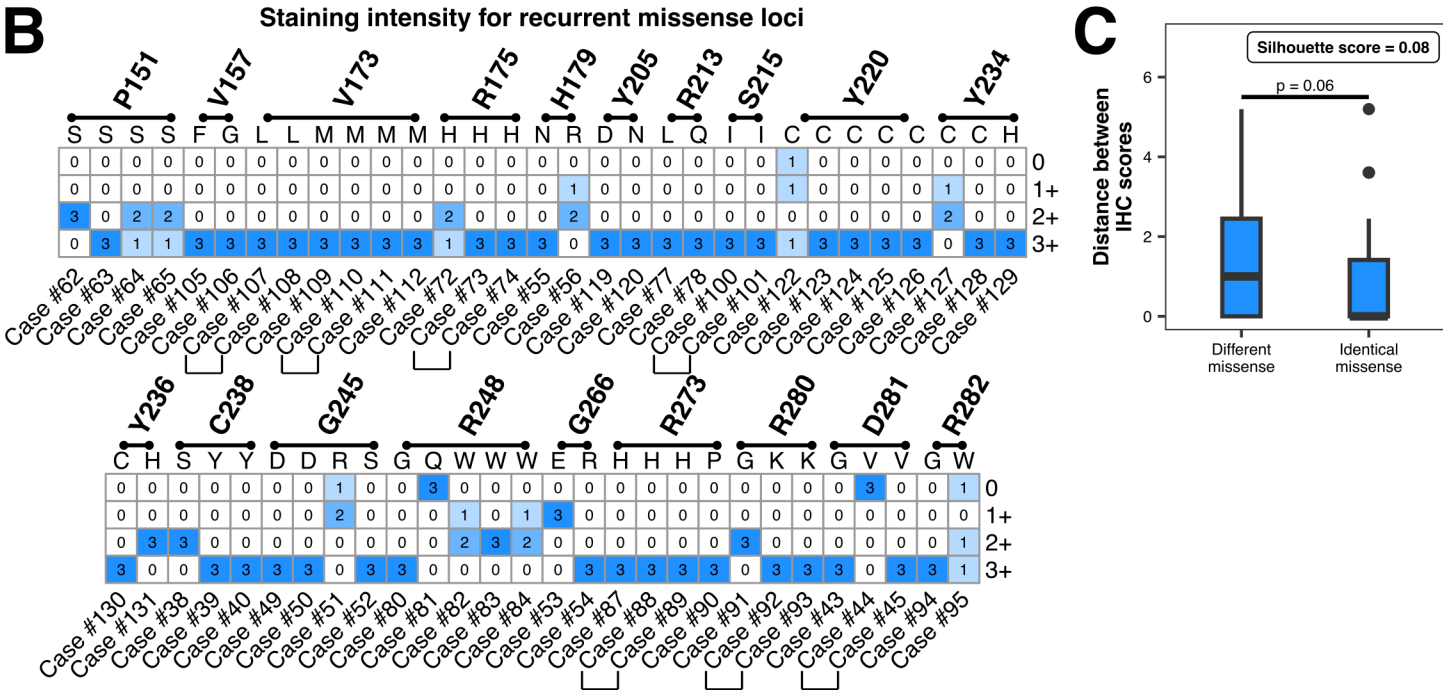 B
Staining intensity for recurrent missense loci
P151 V157 V173 R175 H179 Y205 R213 S215 Y220 Y234
S S S S F G L L M M M M H H H N R D N L Q I I C C C C C C C H
0 0 0 0 0 0 0 0 0 0 0 0 0 0 0 0 0 0 0 0 0 0 0 1 0 0 0 0 0 0 0 0
0 0 0 0 0 0 0 0 0 0 0 0 0 0 0 0 1 0 0 0 0 0 0 1 0 0 0 0 1 0 0 1+
3 0 2 2 0 0 0 0 0 0 0 0 2 0 0 0 2 0 0 0 0 0 0 0 0 0 0 0 2 0 0 2+
0 3 1 1 3 3 3 3 3 3 3 3 1 3 3 3 0 3 3 3 3 3 3 1 3 3 3 3 0 3 3 3+
Case #62 Case #63 Case #64 Case #65 Case #105 Case #106 Case #107 Case #108 Case #109 Case #110 Case #111 Case #112 Case #72 Case #73 Case #74 Case #55 Case #56 Case #119 Case #120 Case #77 Case #78 Case #100 Case #101 Case #122 Case #123 Case #124 Case #125 Case #126 Case #127 Case #128 Case #129
Y236 C238 G245 R248 G266 R273 R280 D281 R282
C H S Y Y D D R S G Q W W W E R H H H P G K K G V V G W
0 0 0 0 0 0 0 1 0 0 3 0 0 0 0 0 0 0 0 0 0 0 0 0 3 0 0 1 0
0 0 0 0 0 0 0 2 0 0 0 1 0 1 3 0 0 0 0 0 0 0 0 0 0 0 0 0 1+
0 3 3 0 0 0 0 0 0 0 0 2 3 2 0 0 0 0 0 0 3 0 0 0 0 0 0 1 2+
3 0 0 3 3 3 3 0 3 3 0 0 0 0 0 3 3 3 3 3 0 3 3 3 0 3 3 1 3+
Case #130 Case #131 Case #38 Case #39 Case #40 Case #49 Case #50 Case #51 Case #52 Case #80 Case #81 Case #82 Case #83 Case #84 Case #53 Case #54 Case #87 Case #88 Case #89 Case #90 Case #91 Case #92 Case #93 Case #43 Case #44 Case #45 Case #94 Case #95
C
Silhouette score = 0.08
p = 0.06
Distance between
IHC scores
6
4
2
0
Different
missense
Identical
missense